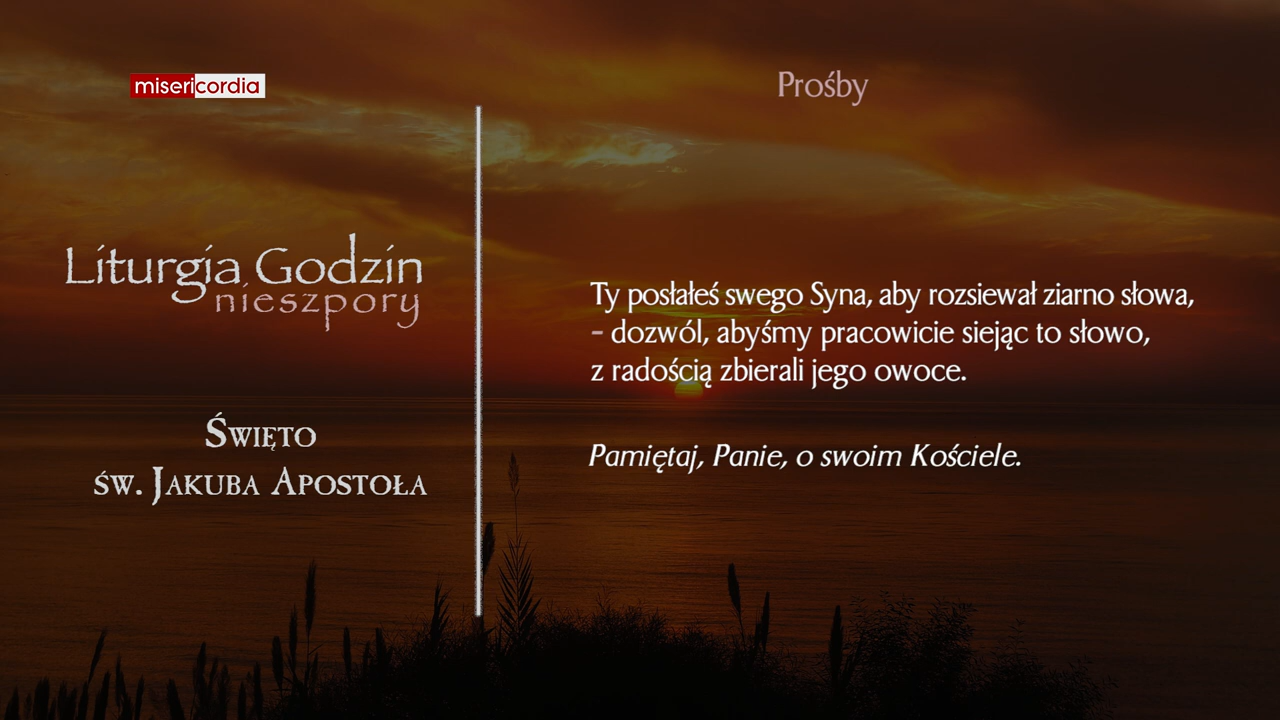 misericordia
Prośby
Liturgia Godzin
nieszpory
Święto
św. Jakuba Apostoła
Ty posłałeś swego Syna, aby rozsiewał ziarno słowa,
- dozwól, abyśmy pracowicie siejąc to słowo,
z radością zbierali jego owoce.
Pamiętaj, Panie, o swoim Kościele.